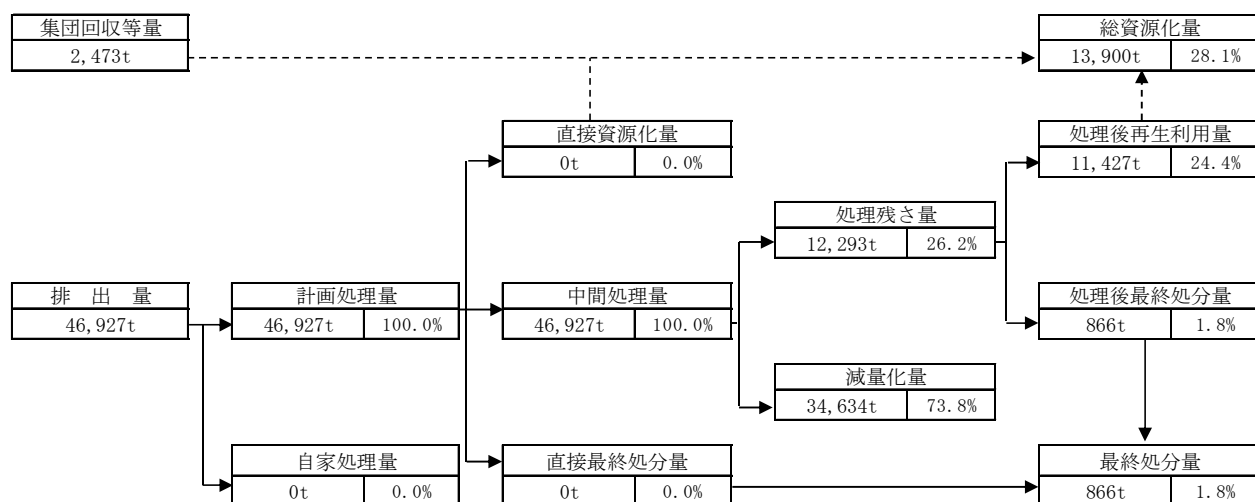 集団回収等量
2,473t
総資源化量
13,900t 28.1%
直接資源化量
0t 0.0%
処理後再生利用量
11,427t 24.4%
処理残さ量
12,293t 26.2%
排 出 量
46,927t
計画処理量
46,927t 100.0%
中間処理量
46,927t 100.0%
処理後最終処分量
866t 1.8%
減量化量
34,634t 73.8%
自家処理量
0t 0.0%
直接最終処分量
0t 0.0%
最終処分量
866t 1.8%